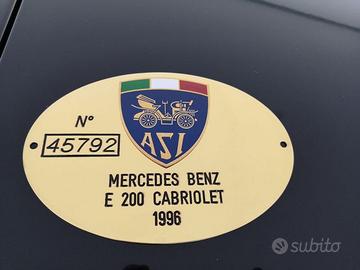 N°
45792
ASI
MERCEDES BENZ
E 200 CABRIOLET
1996
subito